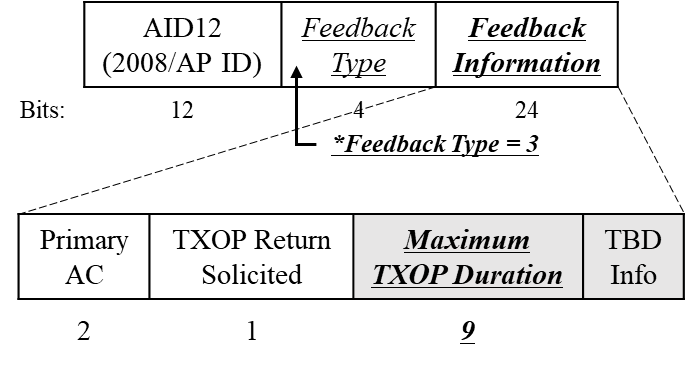 AID12 Feedback Feedback
(2008/AP ID) Type Information
Bits: 12 4 24
*Feedback Type = 3
Primary TXOP Return Maximum TBD
AC Solicited TXOP Duration Info
2 1 9